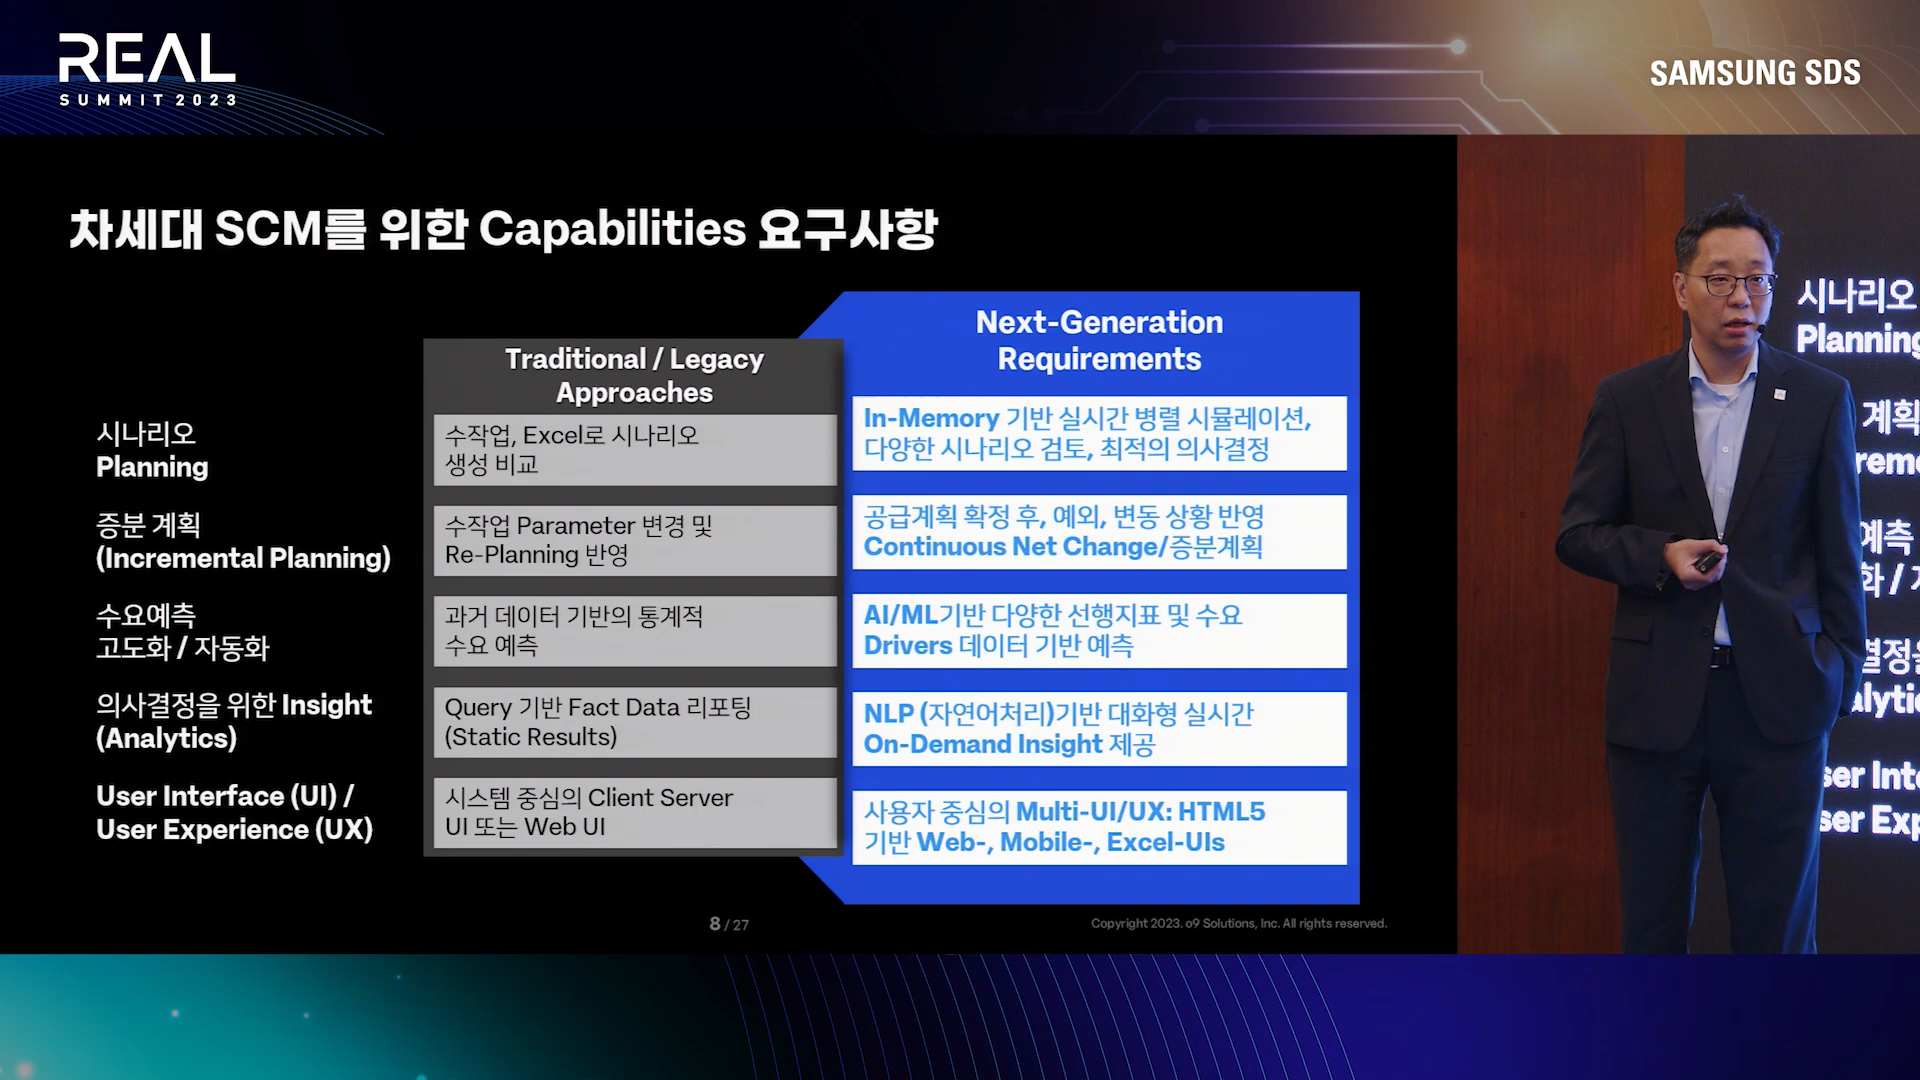 REAL
SUMMIT 2023
SAMSUNG SDS
차세대 SCM를 위한 Capabilities 요구사항
Traditional / Legacy
Approaches
Next-Generation
Requirements
시나리오
Planning
수작업, Excel로 시나리오
생성 비교
In-Memory 기반 실시간 병렬 시뮬레이션,
다양한 시나리오 검토, 최적의 의사결정
증분 계획
(Incremental Planning)
수작업 Parameter 변경 및
Re-Planning 반영
공급계획 확정 후, 예외, 변동 상황 반영
Continuous Net Change/증분계획
수요예측
고도화 / 자동화
과거 데이터 기반의 통계적
수요 예측
AI/ML기반 다양한 선행지표 및 수요
Drivers 데이터 기반 예측
의사결정을 위한 Insight
(Analytics)
Query 기반 Fact Data 리포팅
(Static Results)
NLP (자연어처리)기반 대화형 실시간
On-Demand Insight 제공
User Interface (UI) /
User Experience (UX)
시스템 중심의 Client Server
UI 또는 Web UI
사용자 중심의 Multi-UI/UX: HTML5
기반 Web-, Mobile-, Excel-UIs
8 / 27
Copyright 2023. o9 Solutions, Inc. All rights reserved.
시나리오
Planning
계획
예측